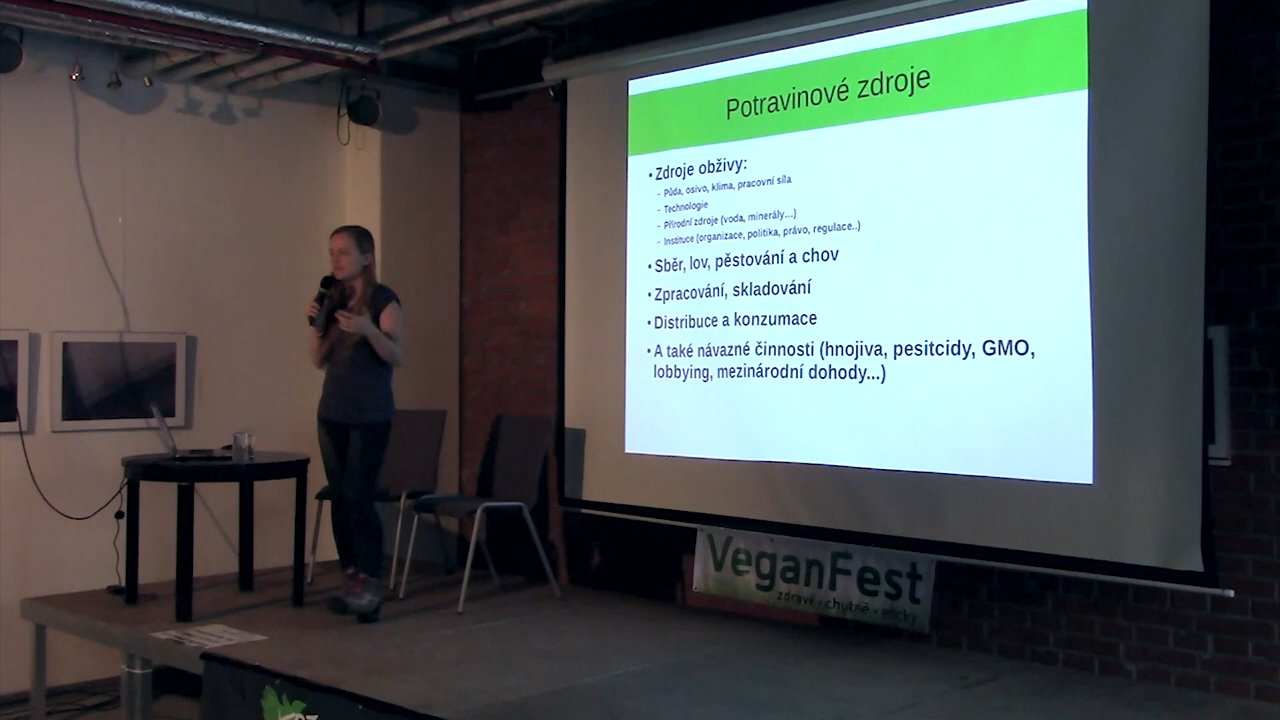 Potravinové zdroje
• Zdroje obživy:
– Půda, osivo, klima, pracovní síla
– Technologie
– Přírodní zdroje (voda, minerály...)
– Instituce (organizace, politika, právo, regulace..)
• Sběr, lov, pěstování a chov
• Zpracování, skladování
• Distribuce a konzumace
• A také návazné činnosti (hnojiva, pesitcidy, GMO,
lobbying, mezinárodní dohody...)
VeganFest
zdravě • chutně • eticky